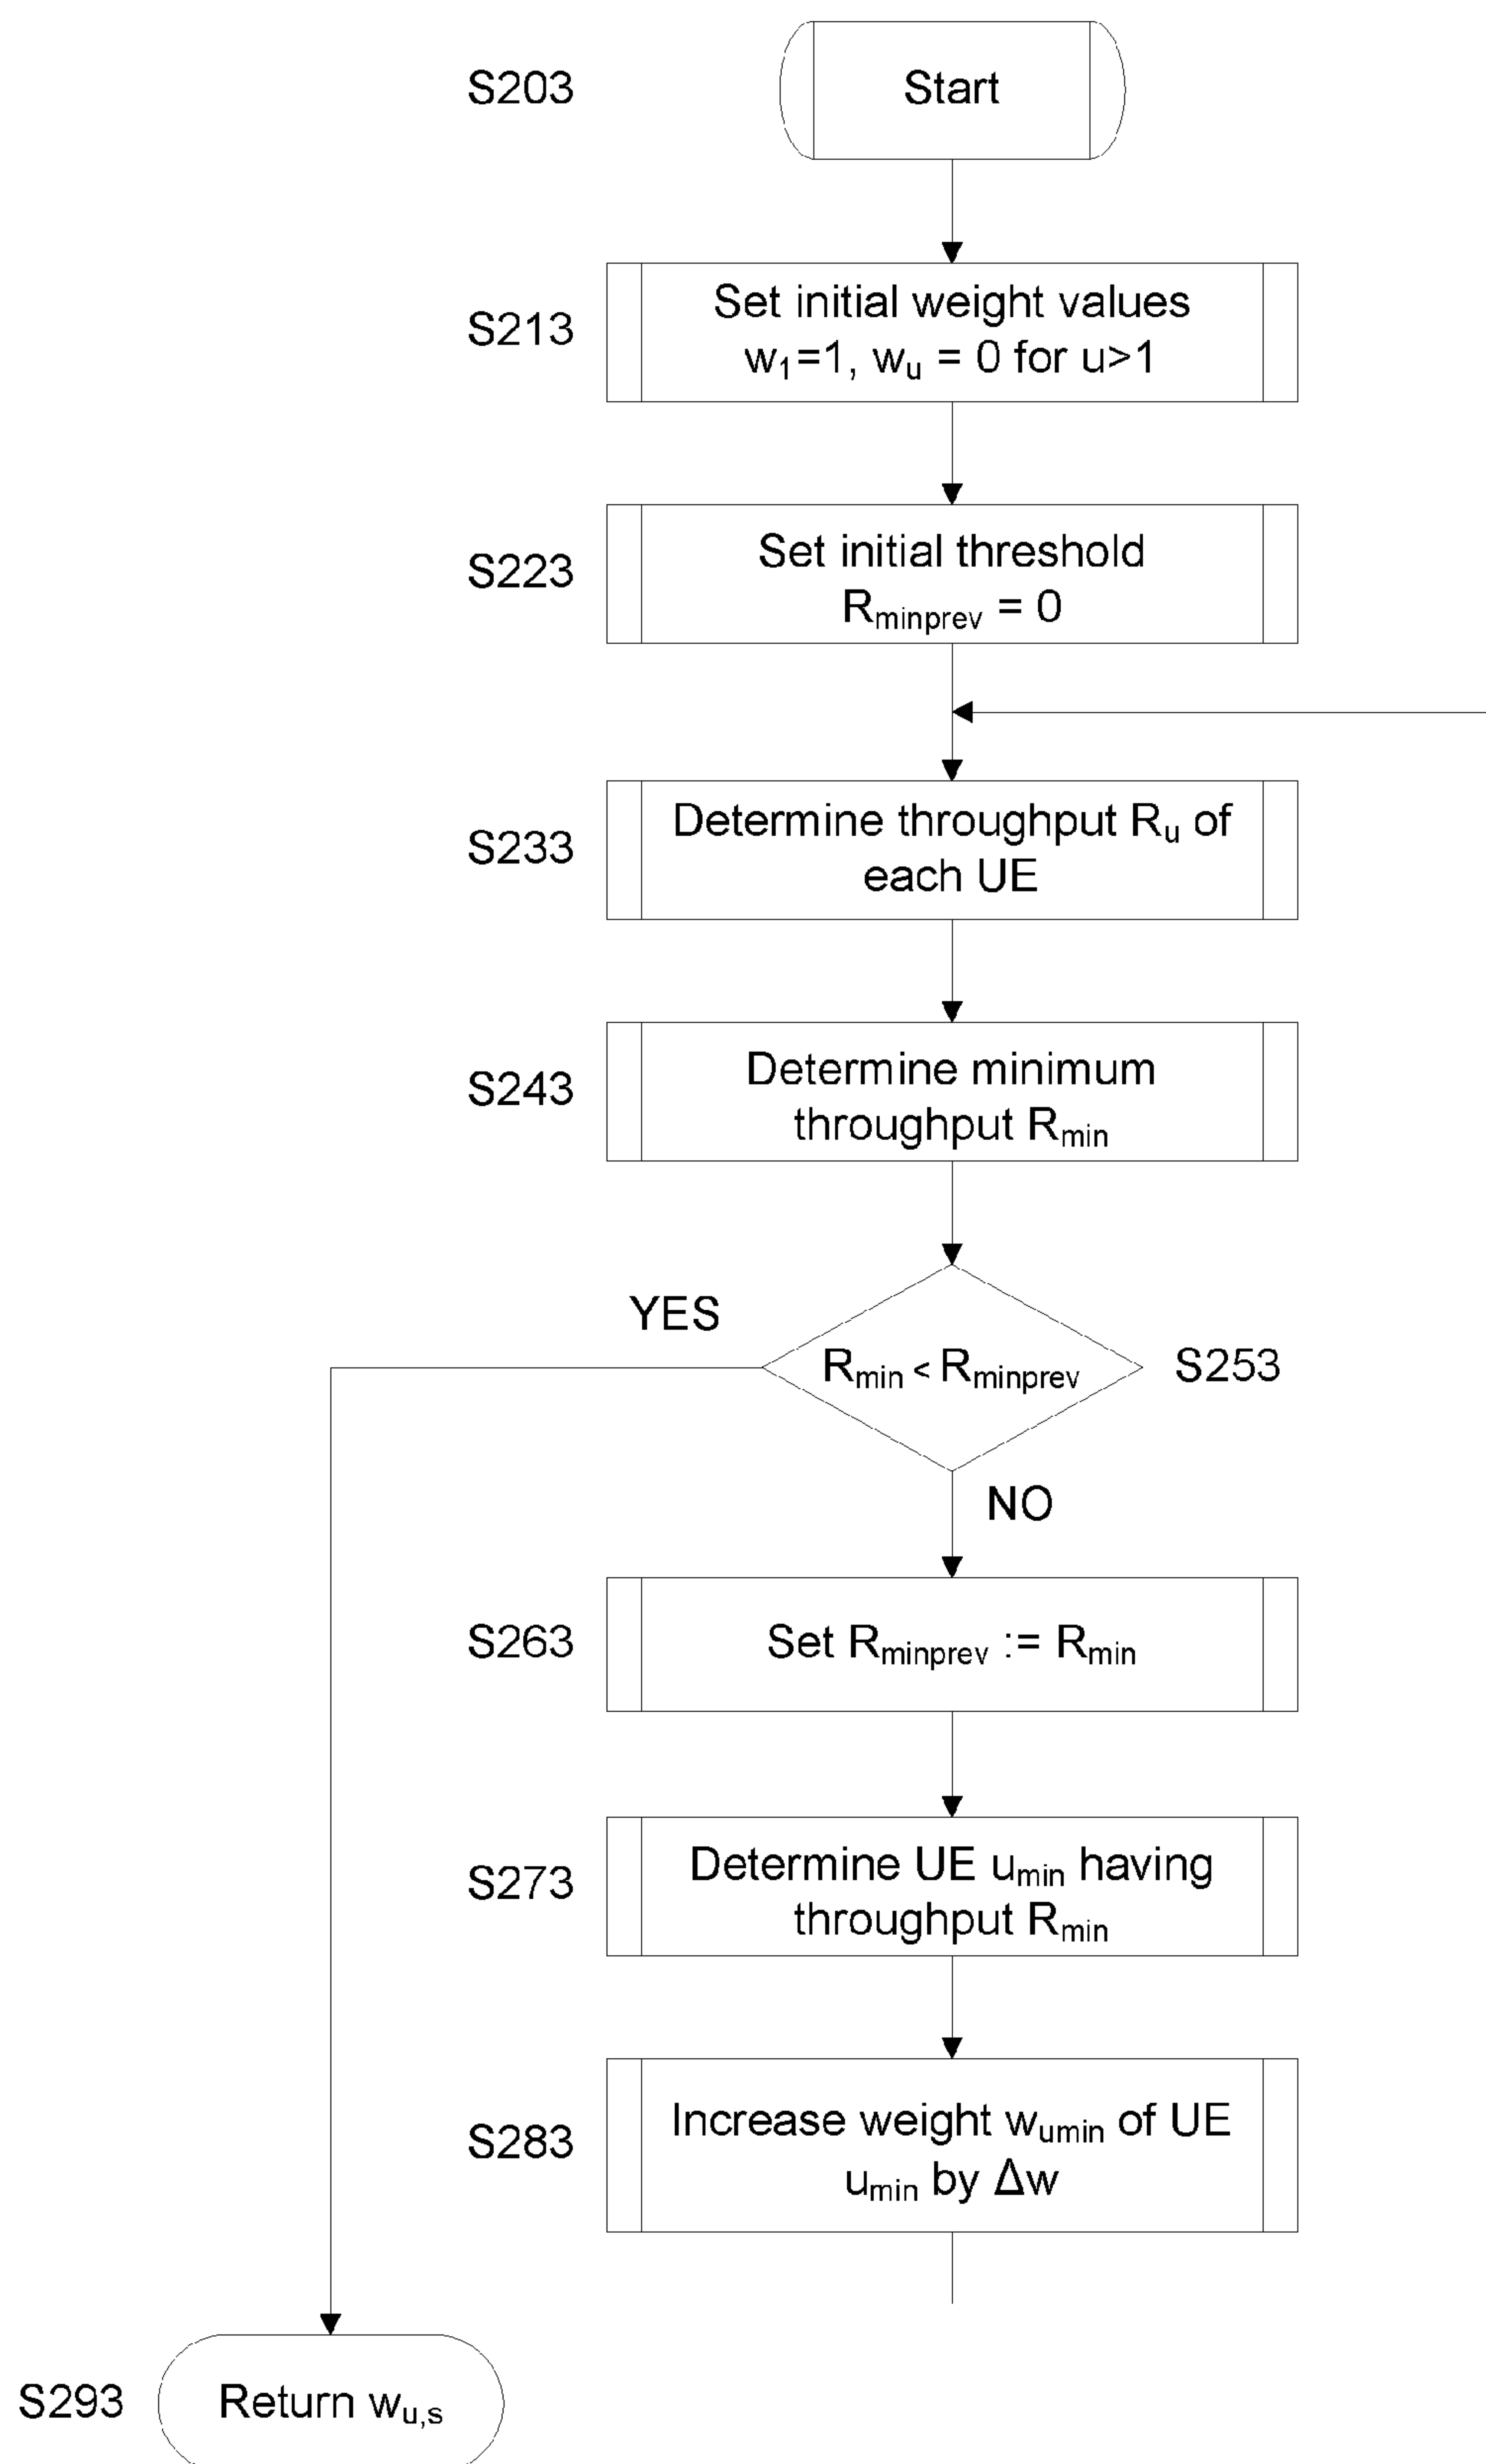 S203
Start
S213
Set initial weight values
w₁=1, wᵤ = 0 for u>1
S223
Set initial threshold
Rminprev = 0
S233
Determine throughput Rᵤ of
each UE
S243
Determine minimum
throughput Rmin
YES
Rmin < Rminprev
S253
NO
S263
Set Rminprev := Rmin
S273
Determine UE umin having
throughput Rmin
S283
Increase weight wumin of UE
umin by Δw
S293
Return wu,s